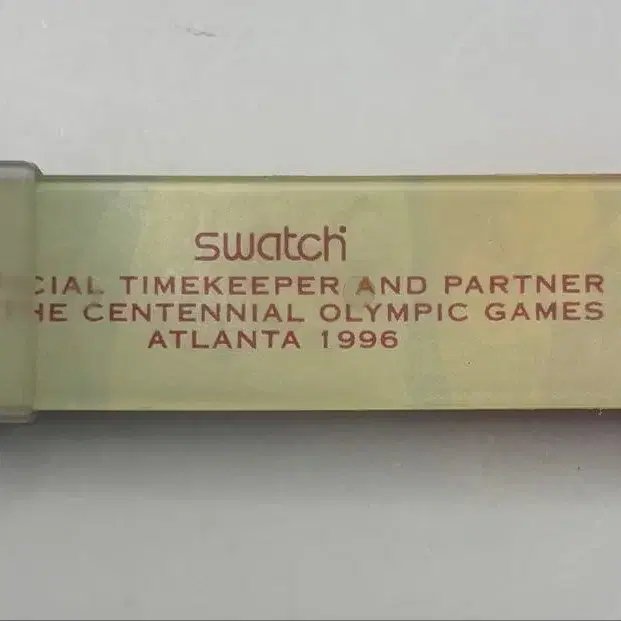 swatch
CIAL TIMEKEEPER AND PARTNER
HE CENTENNIAL OLYMPIC GAMES
ATLANTA 1996